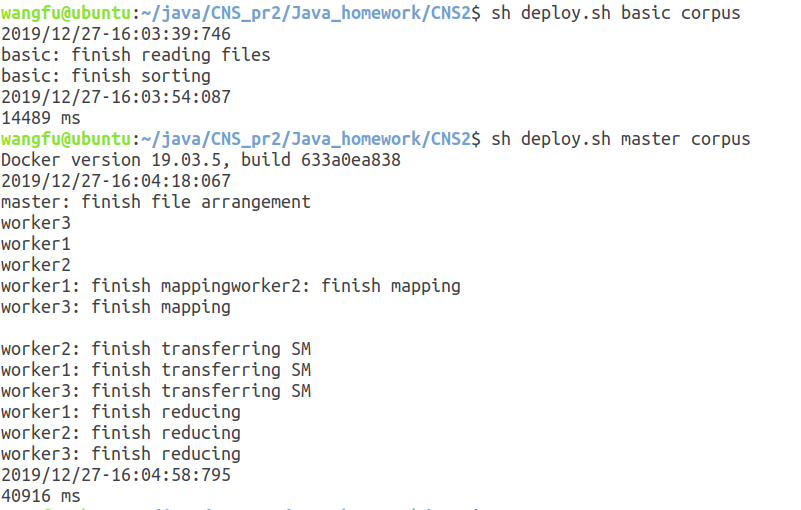 wangfu@ubuntu:~/java/CNS_pr2/Java_homework/CNS2$ sh deploy.sh basic corpus
2019/12/27-16:03:39:746
basic: finish reading files
basic: finish sorting
2019/12/27-16:03:54:087
14489 ms
wangfu@ubuntu:~/java/CNS_pr2/Java_homework/CNS2$ sh deploy.sh master corpus
Docker version 19.03.5, build 633a0ea838
2019/12/27-16:04:18:067
master: finish file arrangement
worker3
worker1
worker2
worker1: finish mappingworker2: finish mapping
worker3: finish mapping
worker2: finish transferring SM
worker1: finish transferring SM
worker3: finish transferring SM
worker1: finish reducing
worker2: finish reducing
worker3: finish reducing
2019/12/27-16:04:58:795
40916 ms